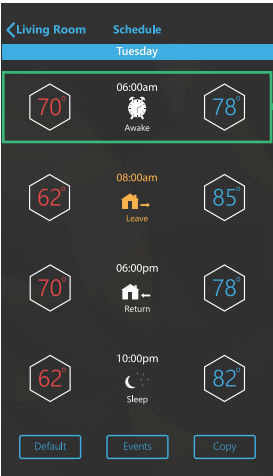 Living Room Schedule
Tuesday
06:00am
70° 78°
Awake
08:00am
62° 85°
Leave
06:00pm
70° 78°
Return
10:00pm
62° 82°
Sleep
Default Events Copy